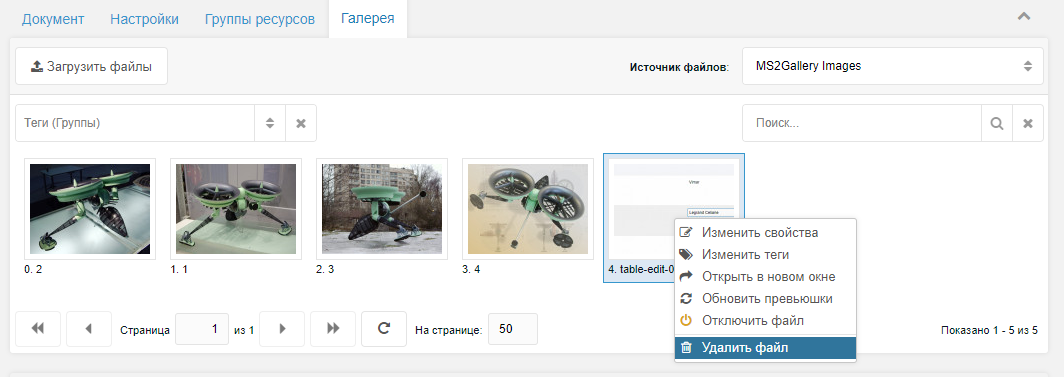 Документ Настройки Группы ресурсов Галерея
Загрузить файлы Источник файлов: MS2Gallery Images
Теги (Группы) Поиск...
Legrand Celiane
0. 2 1. 1 2. 3 3. 4 4. table-edit-0
Изменить свойства
Изменить теги
Открыть в новом окне
Обновить превьюшки
Отключить файл
Удалить файл
Страница 1 из 1 На странице: 50 Показано 1 - 5 из 5